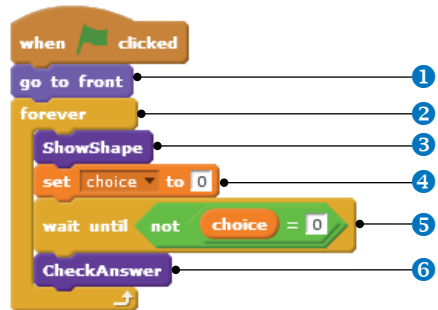 when clicked
go to front 1
forever 2
ShowShape 3
set choice to 0 4
wait until not choice = 0 5
CheckAnswer 6